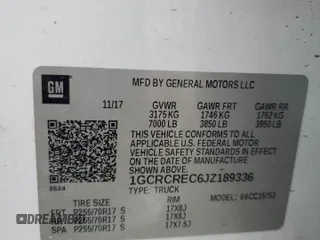 GM
MFD BY GENERAL MOTORS LLC
11/17 GVWR GAWR FRT GAWR RR
3175 KG 1746 KG 1792 KG
7000 LB 3850 LB 3950 LB
THIS VEHICLE CONFORMS TO ALL
APPLICABLE U.S. FEDERAL MOTOR
VEHICLE SAFETY STANDARDS IN
EFFECT ON THE DATE OF MANUFACTURE
SHOWN ABOVE.
1GCRCREC6JZ189336
TYPE: TRUCK MODEL:
0624
TIRE SIZE RIM
FRT P255/70R17 S 17X8J
RR P255/70R17 S 17X8J
SPA P255/70R17 S 17X7.5J